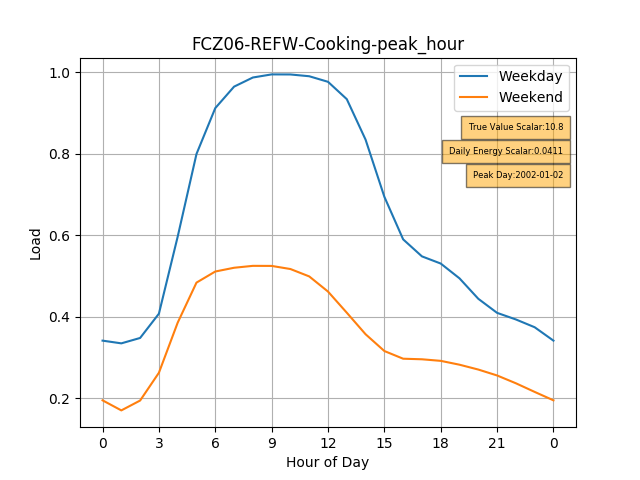 FCZ06-REFW-Cooking-peak_hour
Weekday
Weekend
True Value Scalar:10.8
Daily Energy Scalar:0.0411
Peak Day:2002-01-02
Load
1.0
0.8
0.6
0.4
0.2
0 3 6 9 12 15 18 21 0
Hour of Day